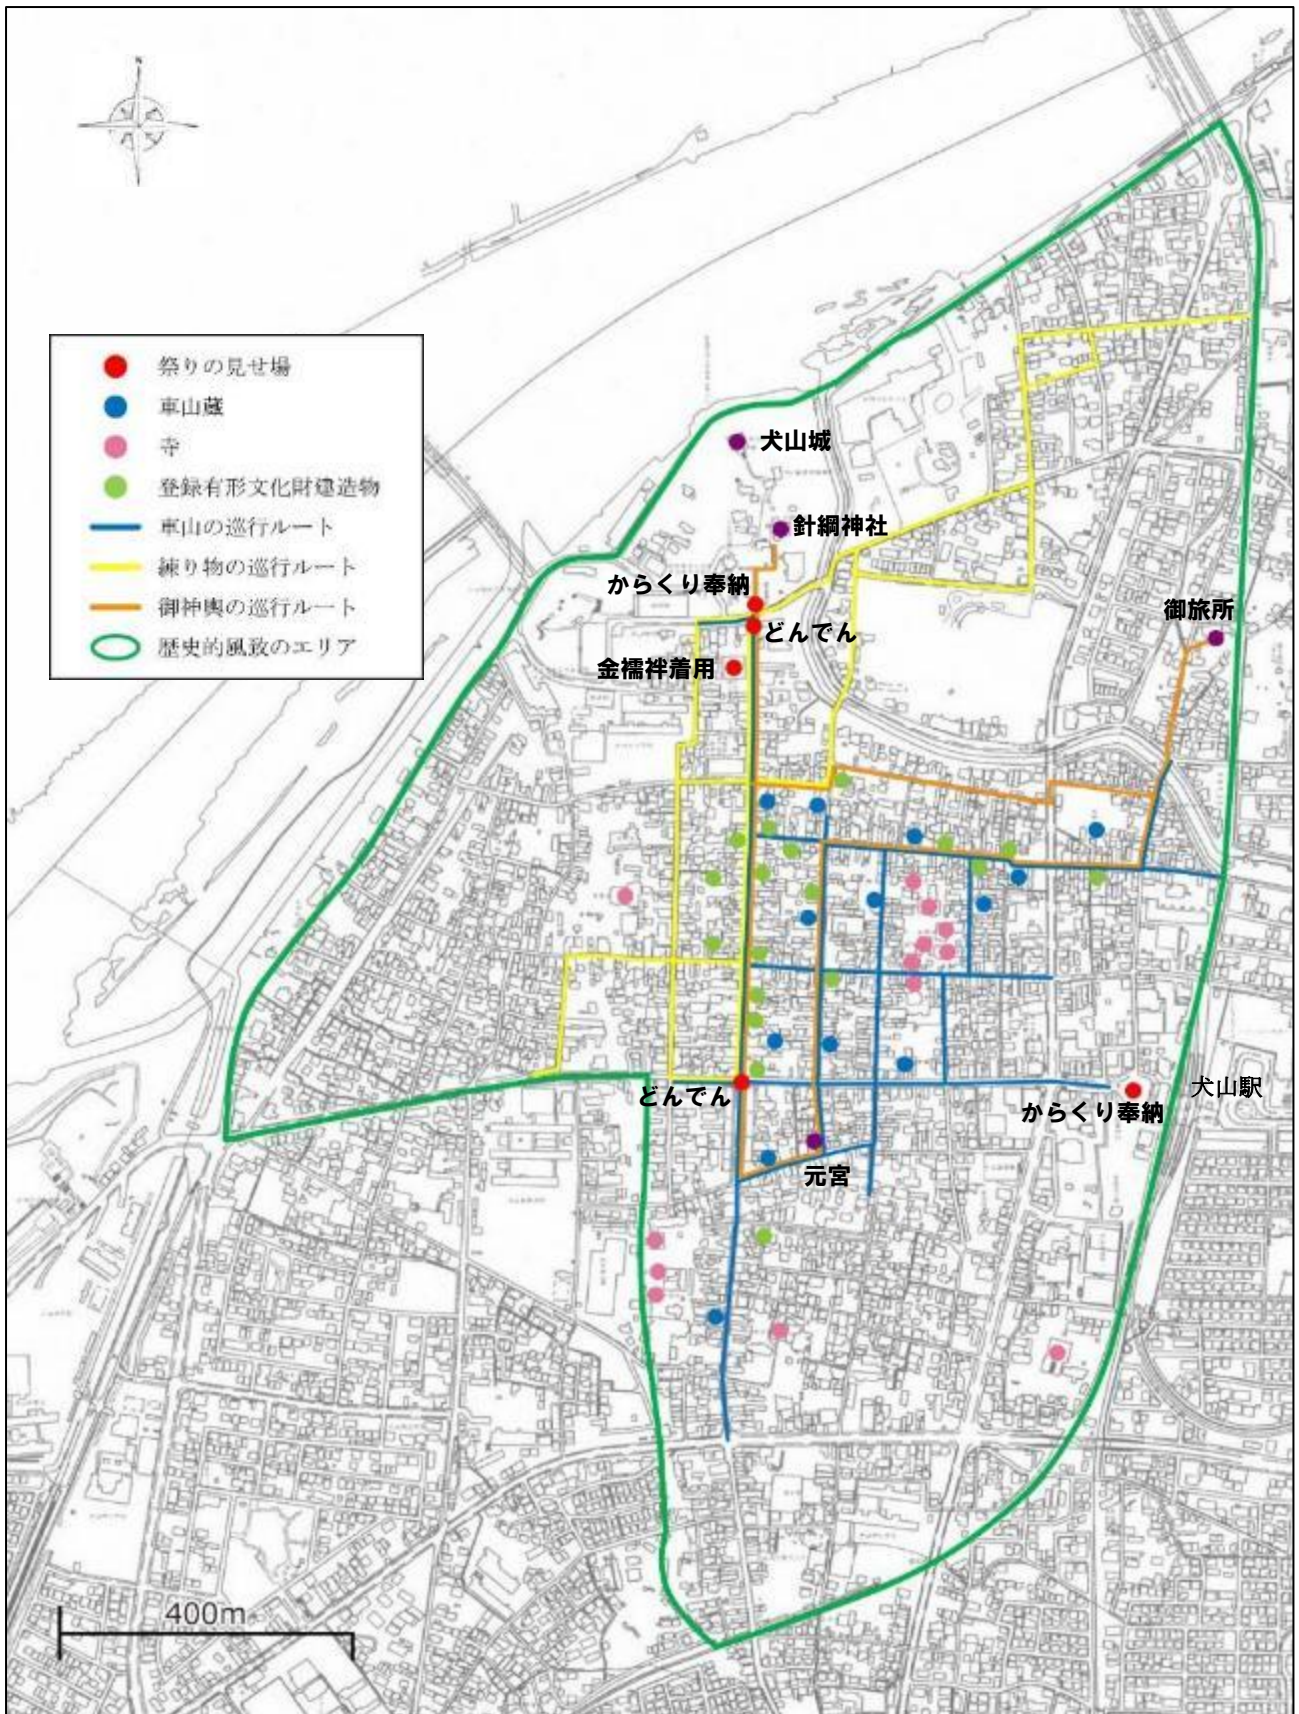 N
祭りの見せ場
車山蔵
寺
登録有形文化財建造物
車山の巡行ルート
練り物の巡行ルート
御神輿の巡行ルート
歴史的風致のエリア
犬山城
針綱神社
からくり奉納
どんでん
御旅所
金襦袢着用
どんでん
犬山駅
からくり奉納
元宮
400m